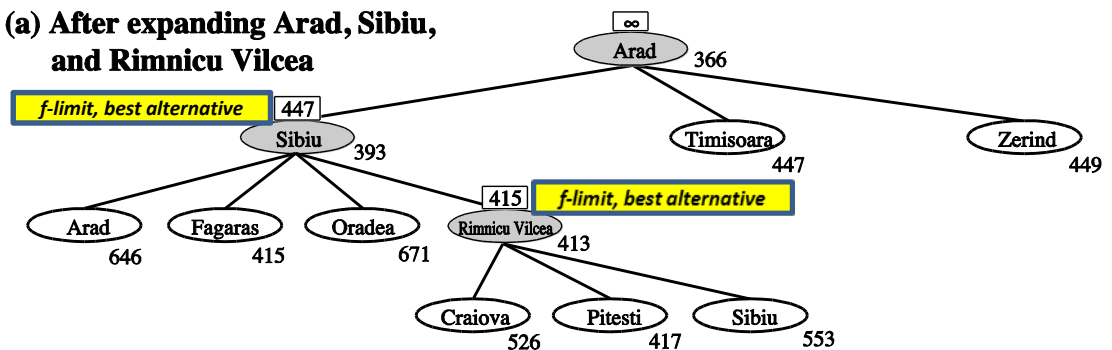 (a) After expanding Arad, Sibiu,
and Rimnicu Vilcea
∞
Arad
366
f-limit, best alternative
447
Sibiu
393
Timisoara
447
Zerind
449
415
f-limit, best alternative
Arad
646
Fagaras
415
Oradea
671
Rimnicu Vilcea
413
Craiova
526
Pitesti
417
Sibiu
553